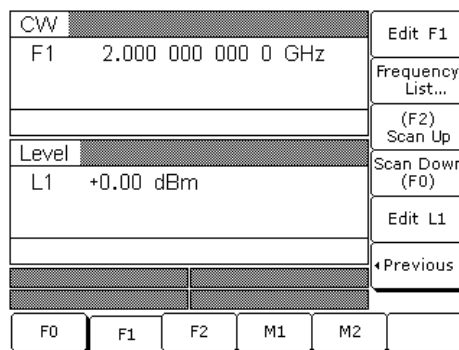 CW
F1 2.000 000 000 0 GHz
Level
L1 +0.00 dBm
Edit F1
Frequency
List...
(F2)
Scan Up
Scan Down
(F0)
Edit L1
Previous
F0 F1 F2 M1 M2